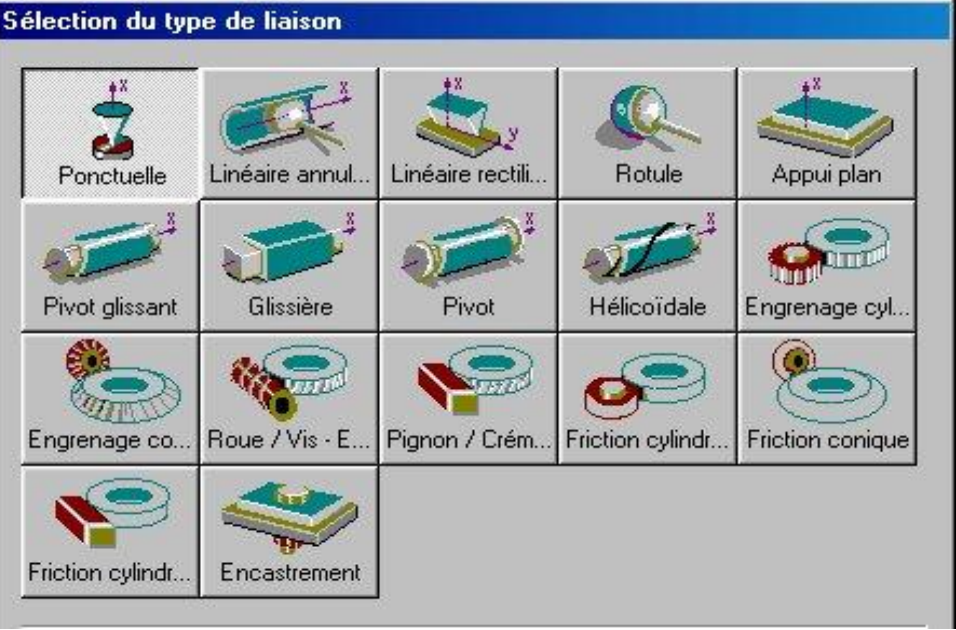 Sélection du type de liaison
x x x y x
Ponctuelle Linéaire annul... Linéaire rectili... Rotule Appui plan
x x x x
Pivot glissant Glissière Pivot Hélicoïdale Engrenage cyl...
Engrenage co... Roue / Vis - E... Pignon / Crém... Friction cylindr... Friction conique
Friction cylindr... Encastrement